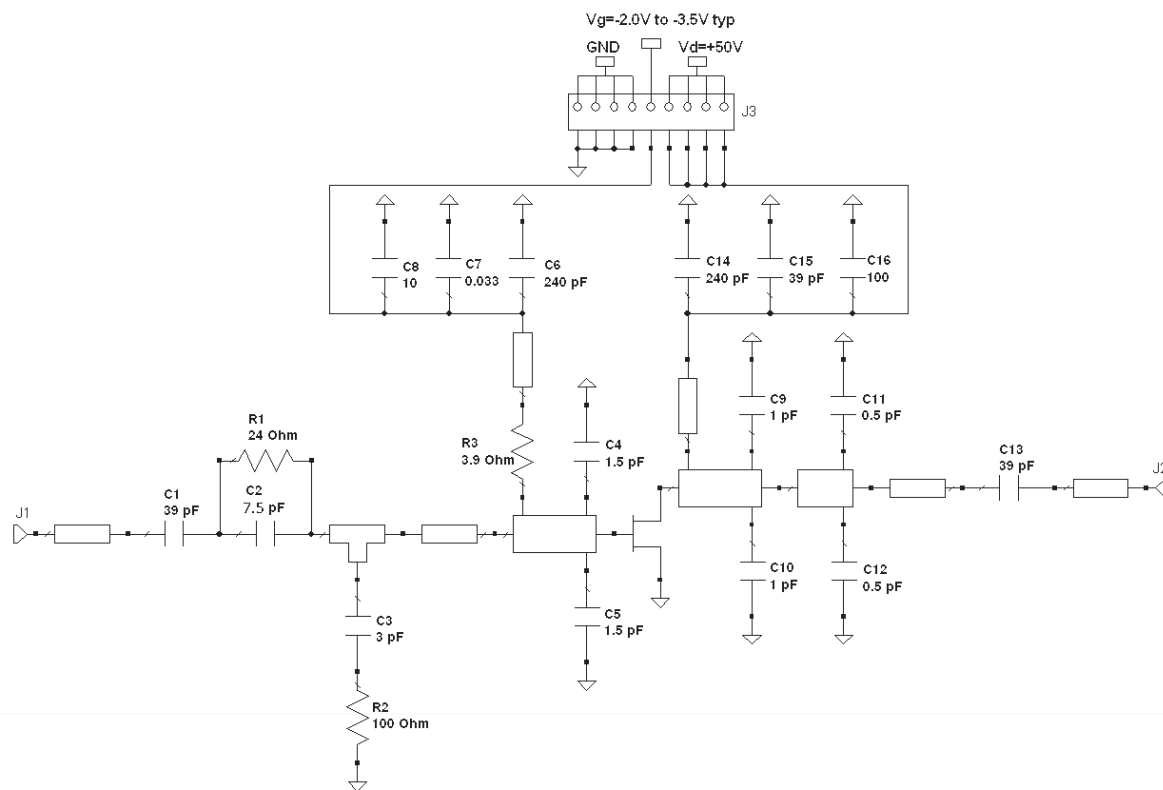 Vg=-2.0V to -3.5V typ
GND
Vd=+50V
J3
C8
10
C7
0.033
C6
240 pF
C14
240 pF
C15
39 pF
C16
100
R1
24 Ohm
R3
3.9 Ohm
C4
1.5 pF
C9
1 pF
C11
0.5 pF
C13
39 pF
J2
J1
C1
39 pF
C2
7.5 pF
C10
1 pF
C12
0.5 pF
C3
3 pF
C5
1.5 pF
R2
100 Ohm